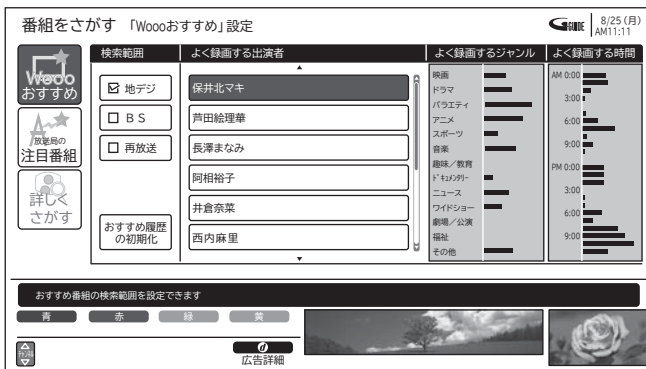 番組をさがす 「Woooおすすめ」設定
G-GUIDE
8/25(月)
AM11:11
Wooo
おすすめ
放送局の
注目番組
詳しく
さがす
検索範囲
☑ 地デジ
☐ BS
☐ 再放送
おすすめ履歴
の初期化
よく録画する出演者
保井北マキ
芦田絵理華
長澤まなみ
阿相裕子
井倉奈菜
西内麻里
よく録画するジャンル
映画
ドラマ
バラエティ
アニメ
スポーツ
音楽
趣味/教育
ドキュメンタリー
ニュース
ワイドショー
劇場/公演
福祉
その他
よく録画する時間
AM 0:00
3:00
6:00
9:00
PM 0:00
3:00
6:00
9:00
おすすめ番組の検索範囲を設定できます
青 赤 緑 黄
チャンネル
d
広告詳細